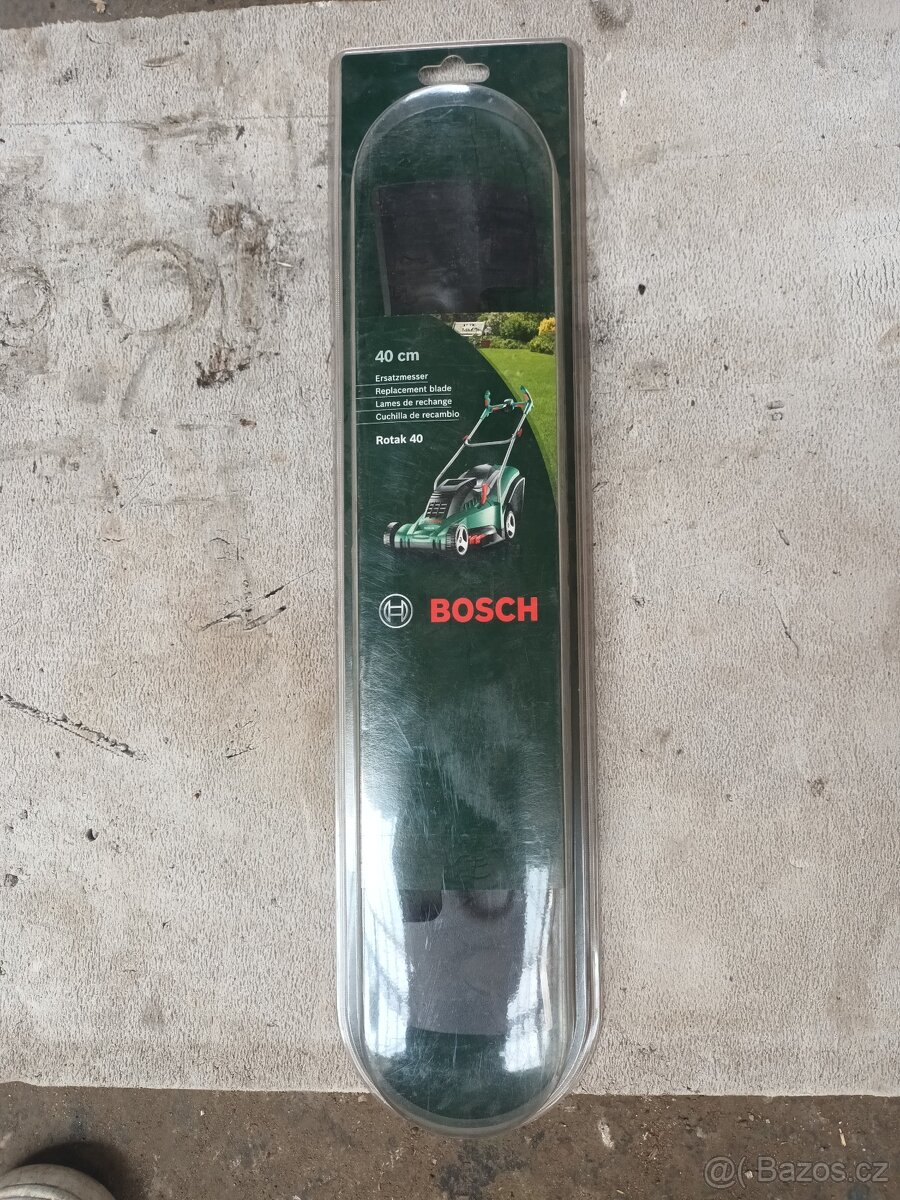 40 cm
Ersatzmesser
Replacement blade
Lames de rechange
Cuchilla de recambio
Rotak 40
BOSCH
@( Bazos.cz